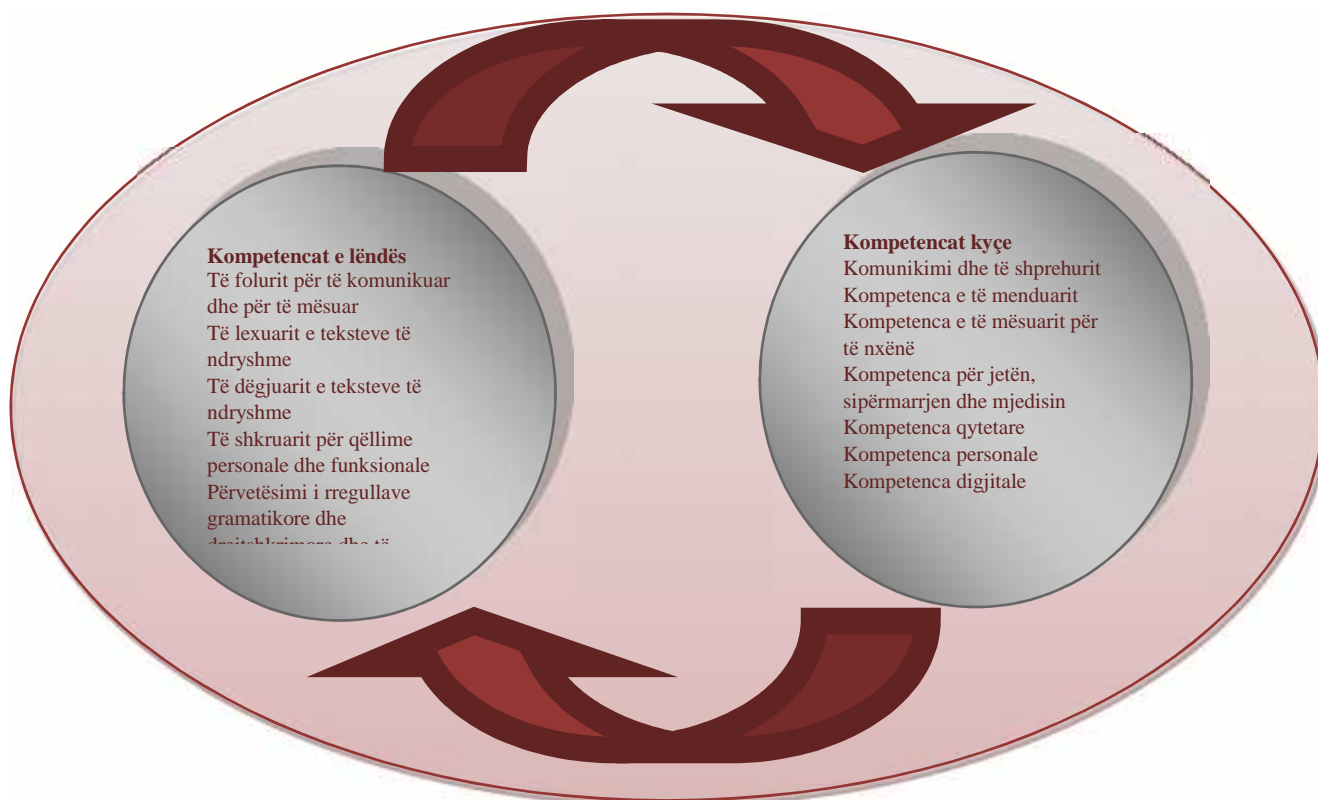 Kompetencat e lëndës
Të folurit për të komunikuar
dhe për të mësuar
Të lexuarit e teksteve të
ndryshme
Të dëgjuarit e teksteve të
ndryshme
Të shkruarit për qëllime
personale dhe funksionale
Përvetësimi i rregullave
gramatikore dhe
drejtshkrimore dhe të
Kompetencat kyçe
Komunikimi dhe të shprehurit
Kompetenca e të menduarit
Kompetenca e të mësuarit për
të nxënë
Kompetenca për jetën,
sipërmarrjen dhe mjedisin
Kompetenca qytetare
Kompetenca personale
Kompetenca digjitale